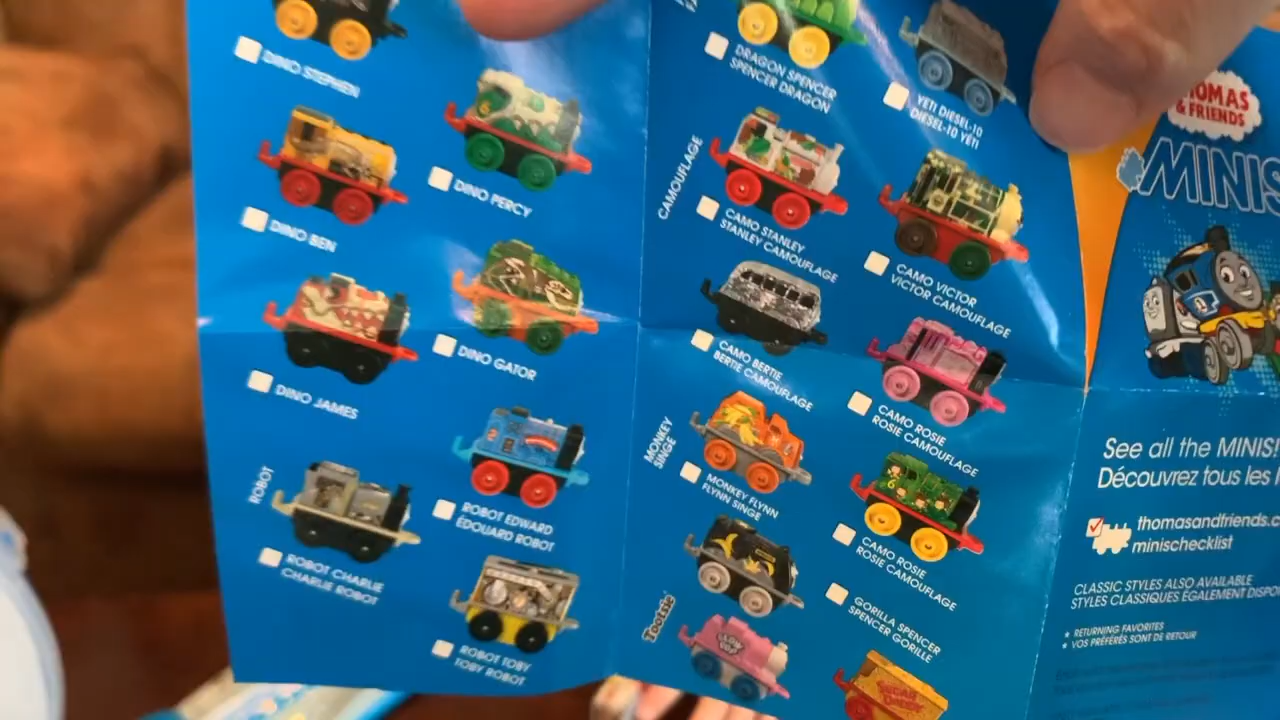 DINO STEPHEN
DINO PERCY
DINO BEN
DINO GATOR
DINO JAMES
ROBOT
ROBOT EDWARD
ÉDOUARD ROBOT
ROBOT CHARLIE
CHARLIE ROBOT
ROBOT TOBY
TOBY ROBOT
DRAGON SPENCER
SPENCER DRAGON
YETI DIESEL-10
DIESEL-10 YÉTI
CAMOUFLAGE
CAMO STANLEY
STANLEY CAMOUFLAGE
CAMO VICTOR
VICTOR CAMOUFLAGE
CAMO BERTIE
BERTIE CAMOUFLAGE
CAMO ROSIE
ROSIE CAMOUFLAGE
MONKEY
SINGE
MONKEY FLYNN
FLYNN SINGE
6
CAMO ROSIE
ROSIE CAMOUFLAGE
GORILLA SPENCER
SPENCER GORILLE
Tootsie
SUGAR
DADDY
THOMAS
& FRIENDS
MINIS
See all the MINIS!
Découvrez tous les
thomasandfriends.c
minischecklist
CLASSIC STYLES ALSO AVAILABLE
STYLES CLASSIQUES ÉGALEMENT DISPO
* RETURNING FAVORITES
* VOS PRÉFÉRÉS SONT DE RETOUR